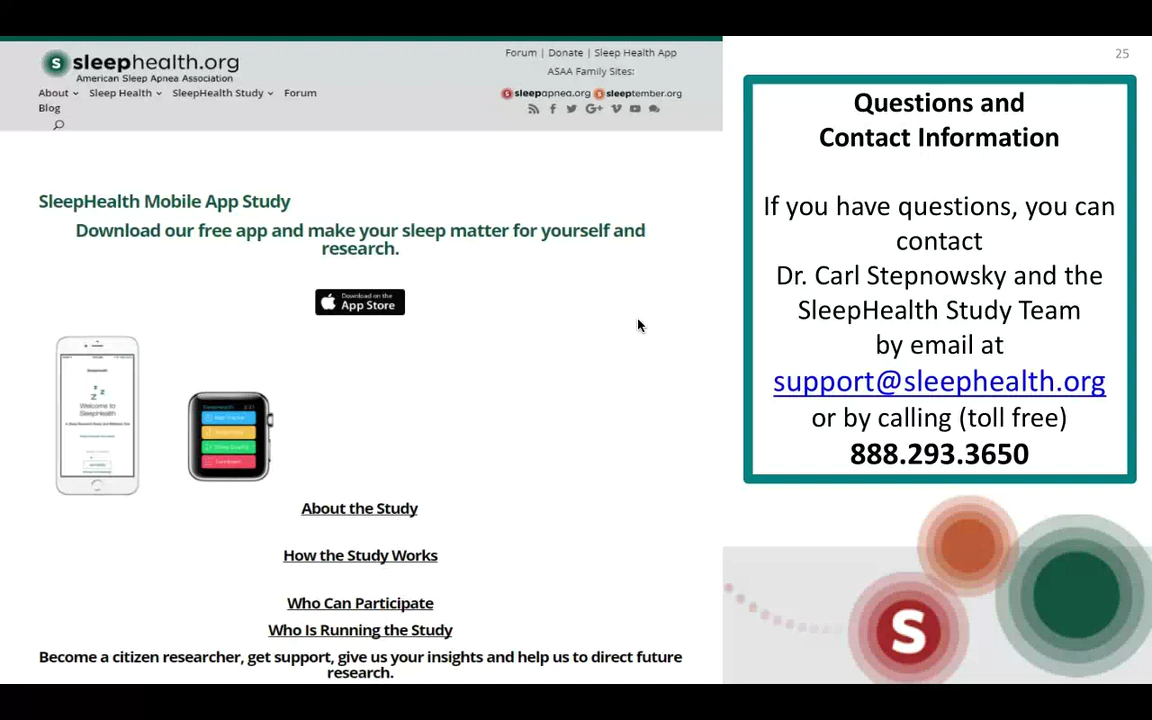 sleephealth.org
American Sleep Apnea Association
Forum | Donate | Sleep Health App
ASAA Family Sites:
sleepapnea.org sleeptember.org
About Sleep Health SleepHealth Study Forum
Blog
SleepHealth Mobile App Study
Download our free app and make your sleep matter for yourself and
research.
Download on the
App Store
Welcome to
SleepHealth
About the Study
How the Study Works
Who Can Participate
Who Is Running the Study
Become a citizen researcher, get support, give us your insights and help us to direct future
research.
25
Questions and
Contact Information
If you have questions, you can
contact
Dr. Carl Stepnowsky and the
SleepHealth Study Team
by email at
support@sleephealth.org
or by calling (toll free)
888.293.3650
S